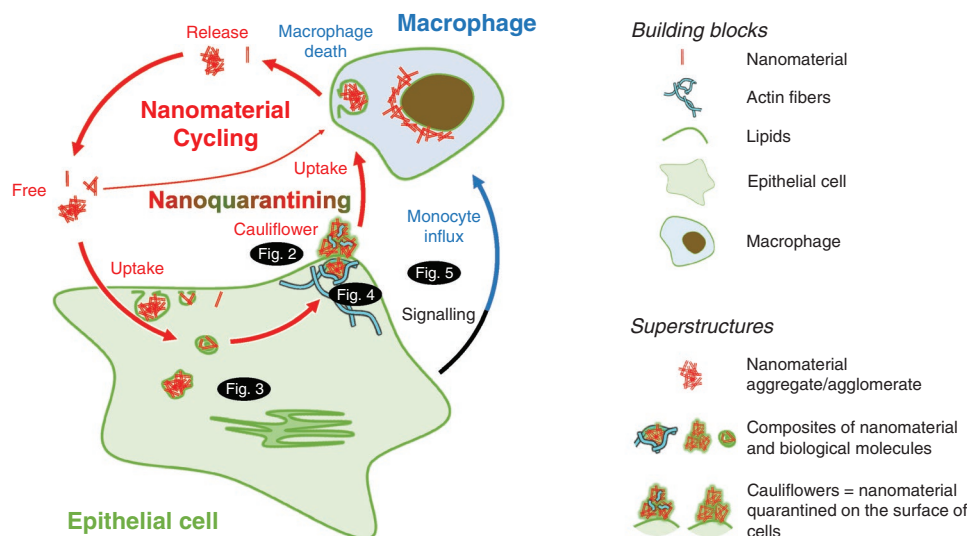 Macrophage
Release
Macrophage
death
Nanomaterial
Cycling
Free
Uptake
Nanoquarantining
Cauliflower
Fig. 2
Monocyte
influx
Uptake
Fig. 5
Fig. 4
Signalling
Fig. 3
Epithelial cell
Building blocks
Nanomaterial
Actin fibers
Lipids
Epithelial cell
Macrophage
Superstructures
Nanomaterial
aggregate/agglomerate
Composites of nanomaterial
and biological molecules
Cauliflowers = nanomaterial
quarantined on the surface of
cells